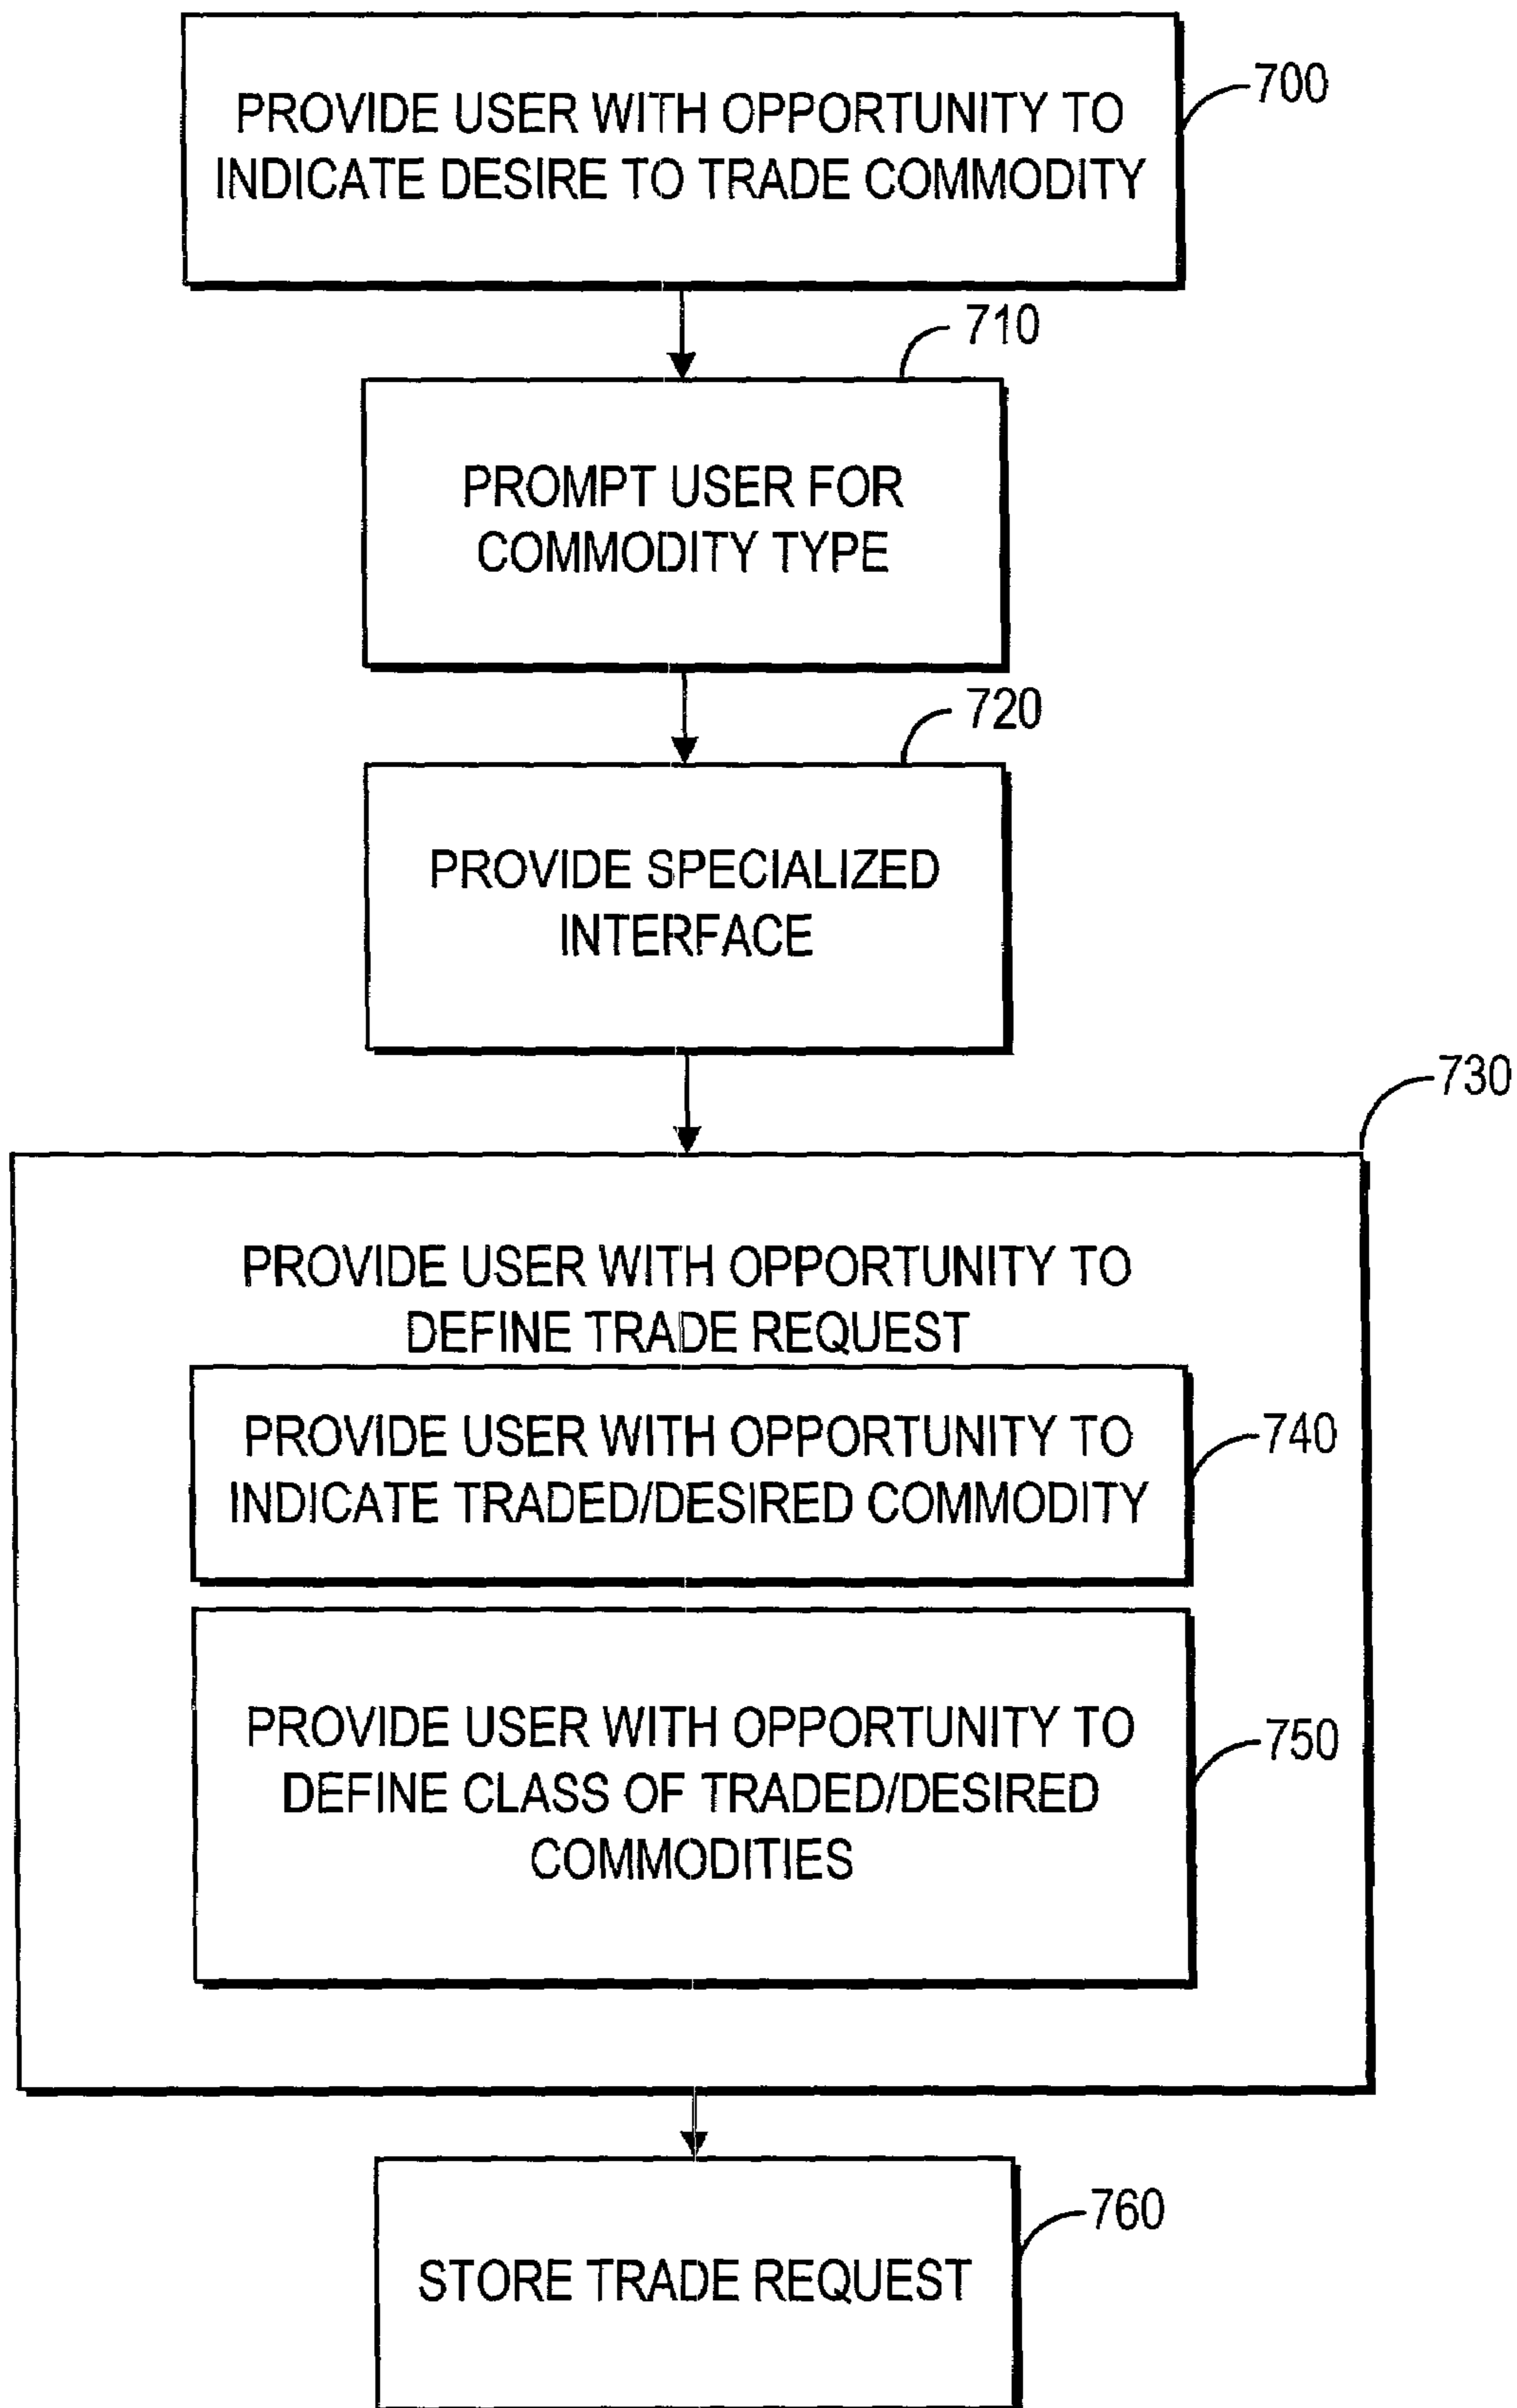 PROVIDE USER WITH OPPORTUNITY TO
INDICATE DESIRE TO TRADE COMMODITY
700
710
PROMPT USER FOR
COMMODITY TYPE
720
PROVIDE SPECIALIZED
INTERFACE
730
PROVIDE USER WITH OPPORTUNITY TO
DEFINE TRADE REQUEST
PROVIDE USER WITH OPPORTUNITY TO
INDICATE TRADED/DESIRED COMMODITY
740
PROVIDE USER WITH OPPORTUNITY TO
DEFINE CLASS OF TRADED/DESIRED
COMMODITIES
750
760
STORE TRADE REQUEST